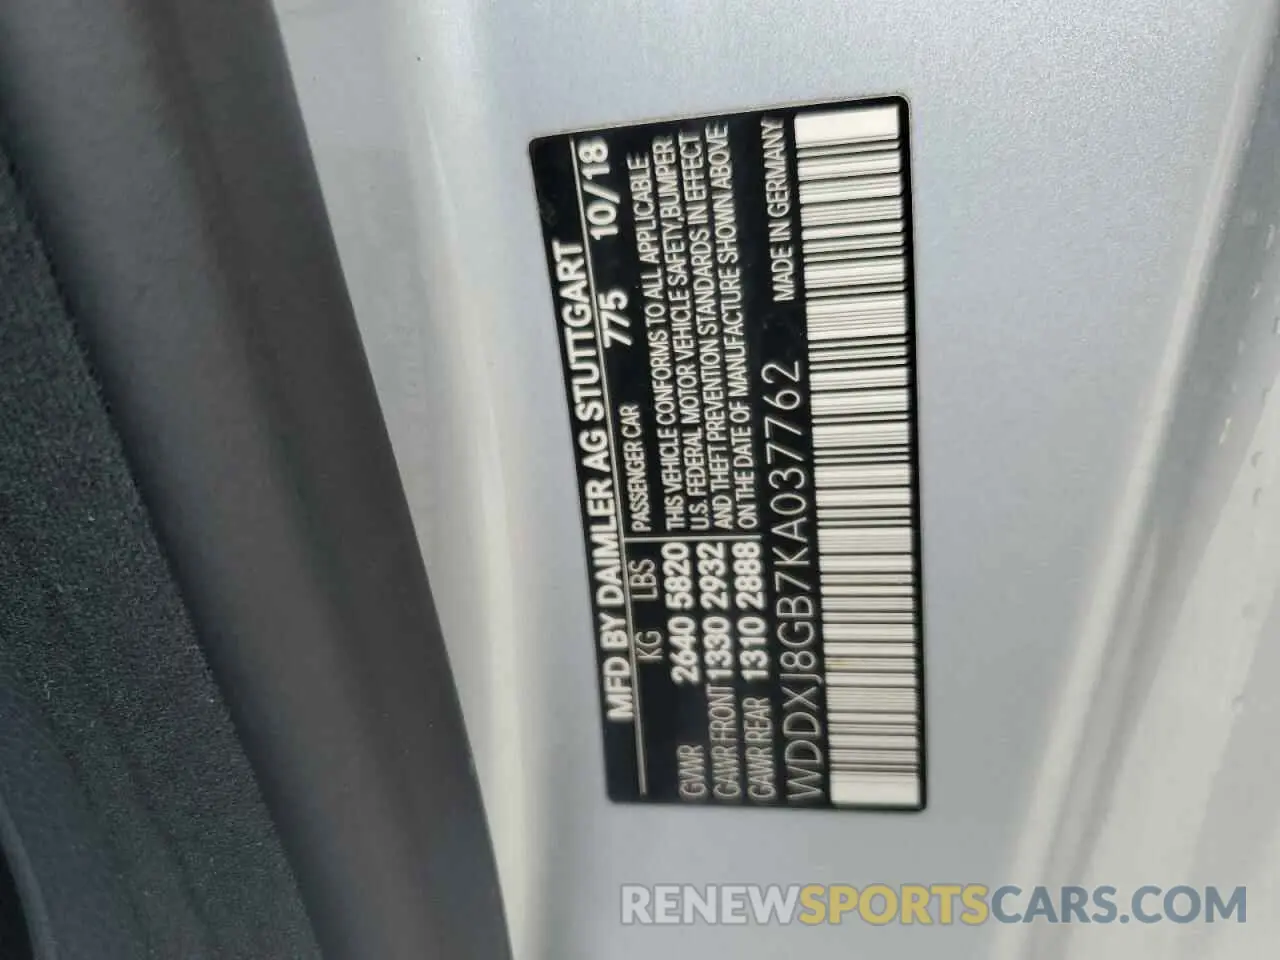 MFD BY DAIMLER AG STUTTGART
KG LBS 775 10/18
PASSENGER CAR
GVWR 2640 5820 THIS VEHICLE CONFORMS TO ALL APPLICABLE
GAWR FRONT 1330 2932 U.S. FEDERAL MOTOR VEHICLE SAFETY,BUMPER
GAWR REAR 1310 2888 AND THEFT PREVENTION STANDARDS IN EFFECT
ON THE DATE OF MANUFACTURE SHOWN ABOVE
WDDXJ8GB7KA037762 MADE IN GERMANY
RENEWSPORTSCARS.COM